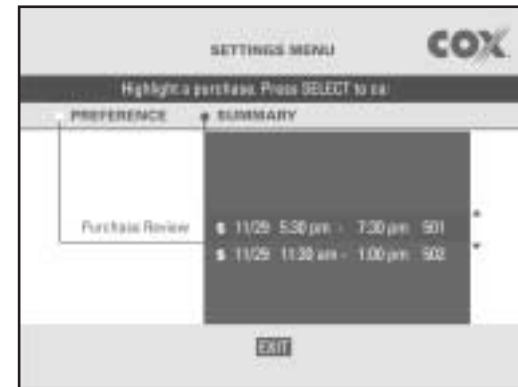 COX
SETTINGS MENU
Highlight a purchase. Press SELECT to ca
PREFERENCE SUMMARY
Purchase Review $ 11/29 5:30 pm - 7:30 pm 501
$ 11/29 11:30 am - 1:00 pm 502
EXIT